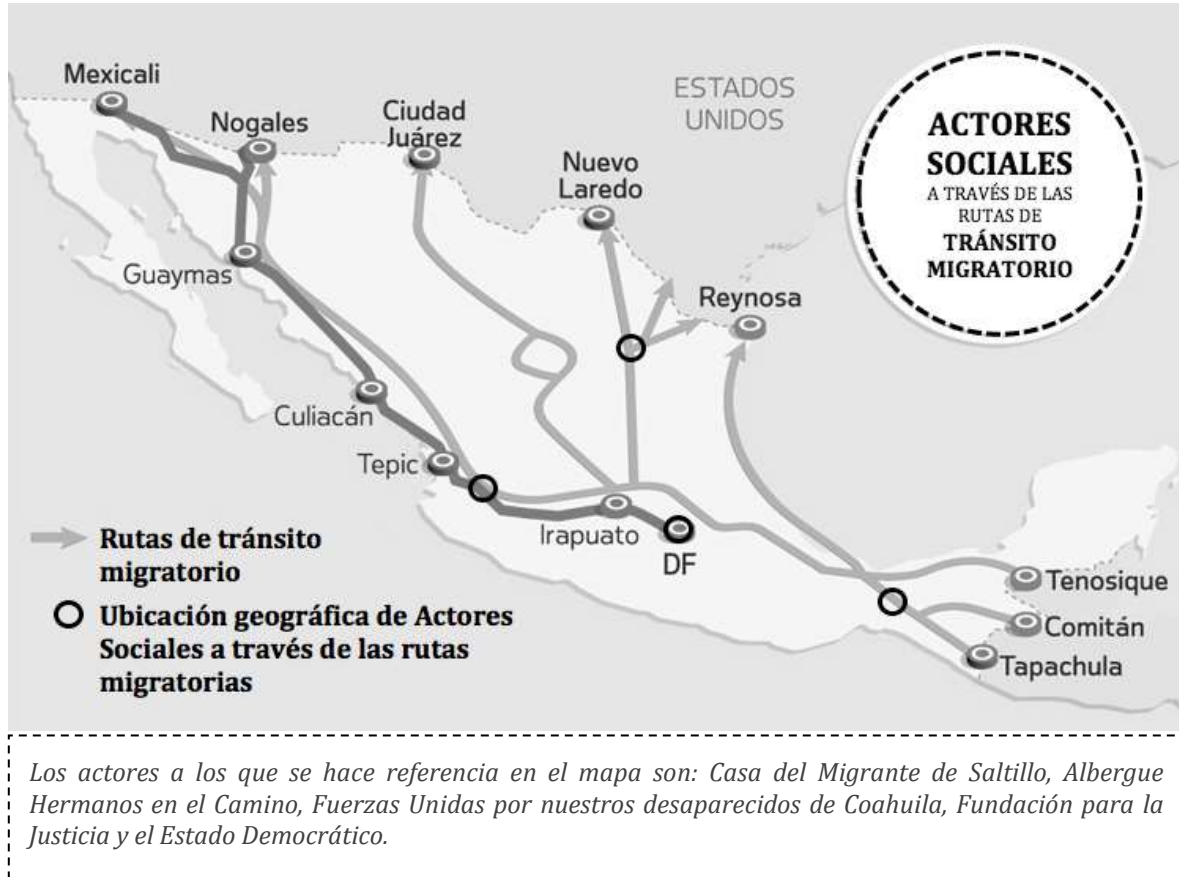 Mexicali
Nogales
Ciudad
Juárez
ESTADOS
UNIDOS
Nuevo
Laredo
ACTORES
SOCIALES
A TRAVÉS DE LAS
RUTAS DE
TRÁNSITO
MIGRATORIO
Guaymas
Reynosa
Culiacán
Tepic
Irapuato
DF
Tenosique
Comitán
Tapachula
Rutas de tránsito
migratorio
Ubicación geográfica de Actores
Sociales a través de las rutas
migratorias
Los actores a los que se hace referencia en el mapa son: Casa del Migrante de Saltillo, Albergue
Hermanos en el Camino, Fuerzas Unidas por nuestros desaparecidos de Coahuila, Fundación para la
Justicia y el Estado Democrático.